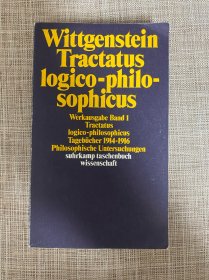 Wittgenstein
Tractatus
logico-philo-
sophicus
Werkausgabe Band 1
Tractatus
logico-philosophicus
Tagebücher 1914-1916
Philosophische Untersuchungen
suhrkamp taschenbuch
wissenschaft